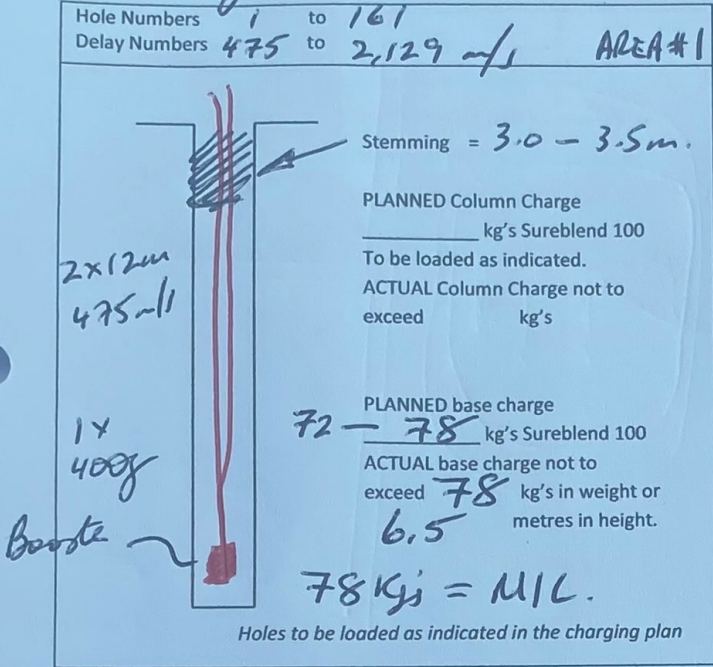 Hole Numbers 1 to 161
Delay Numbers 475 to 2,129 m/s AREA #1
Stemming = 3.0 - 3.5m.
PLANNED Column Charge
kg's Sureblend 100
To be loaded as indicated.
ACTUAL Column Charge not to
exceed kg's
2x12m
475m/s
PLANNED base charge
72 - 78 kg's Sureblend 100
ACTUAL base charge not to
exceed 78 kg's in weight or
6.5 metres in height.
1x
400g
Booste
78 Kgs = MIC.
Holes to be loaded as indicated in the charging plan